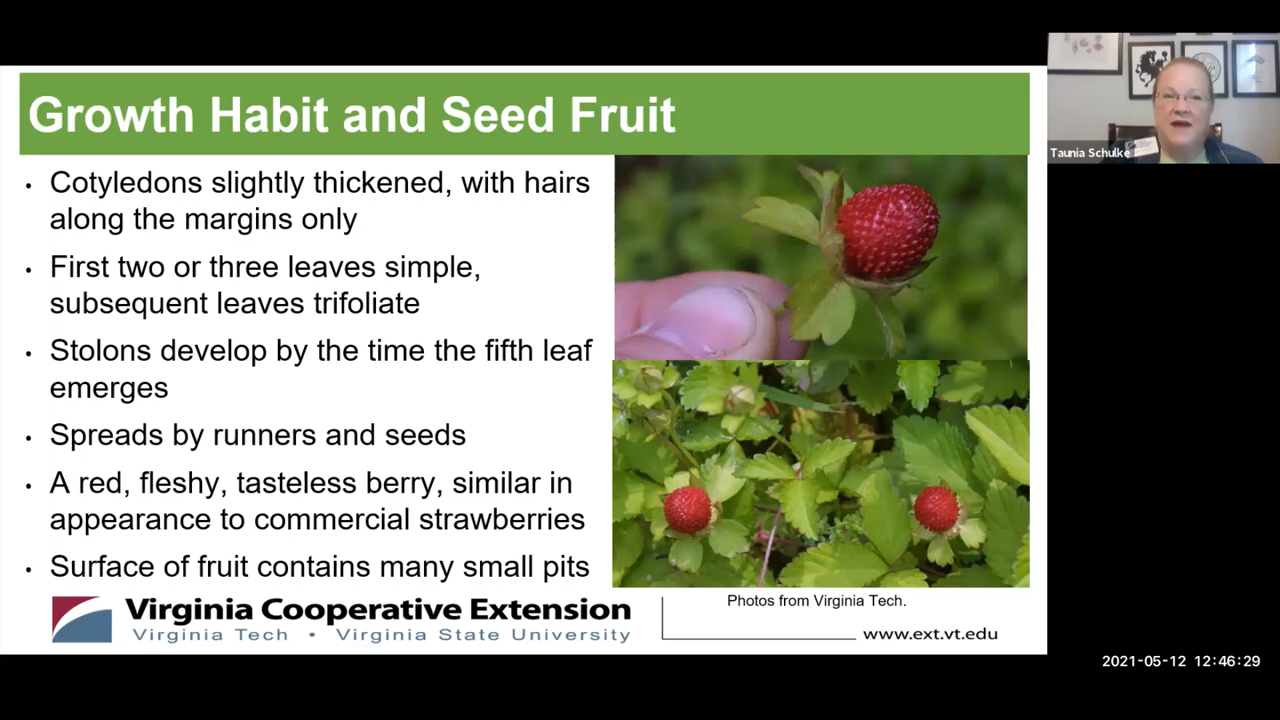 Growth Habit and Seed Fruit
• Cotyledons slightly thickened, with hairs
along the margins only
• First two or three leaves simple,
subsequent leaves trifoliate
• Stolons develop by the time the fifth leaf
emerges
• Spreads by runners and seeds
• A red, fleshy, tasteless berry, similar in
appearance to commercial strawberries
• Surface of fruit contains many small pits
Virginia Cooperative Extension
Virginia Tech • Virginia State University
Photos from Virginia Tech.
www.ext.vt.edu
Taunia Schulke
2021-05-12 12:46:29